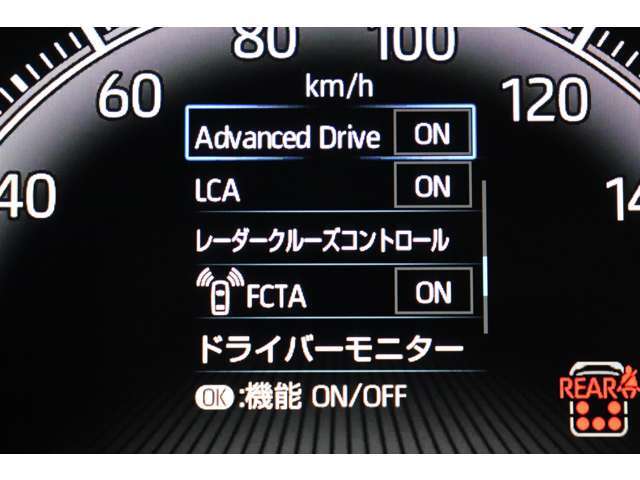 80 100
60 km/h 120
40 14
Advanced Drive ON
LCA ON
レーダークルーズコントロール
FCTA ON
ドライバーモニター
OK:機能 ON/OFF
REAR